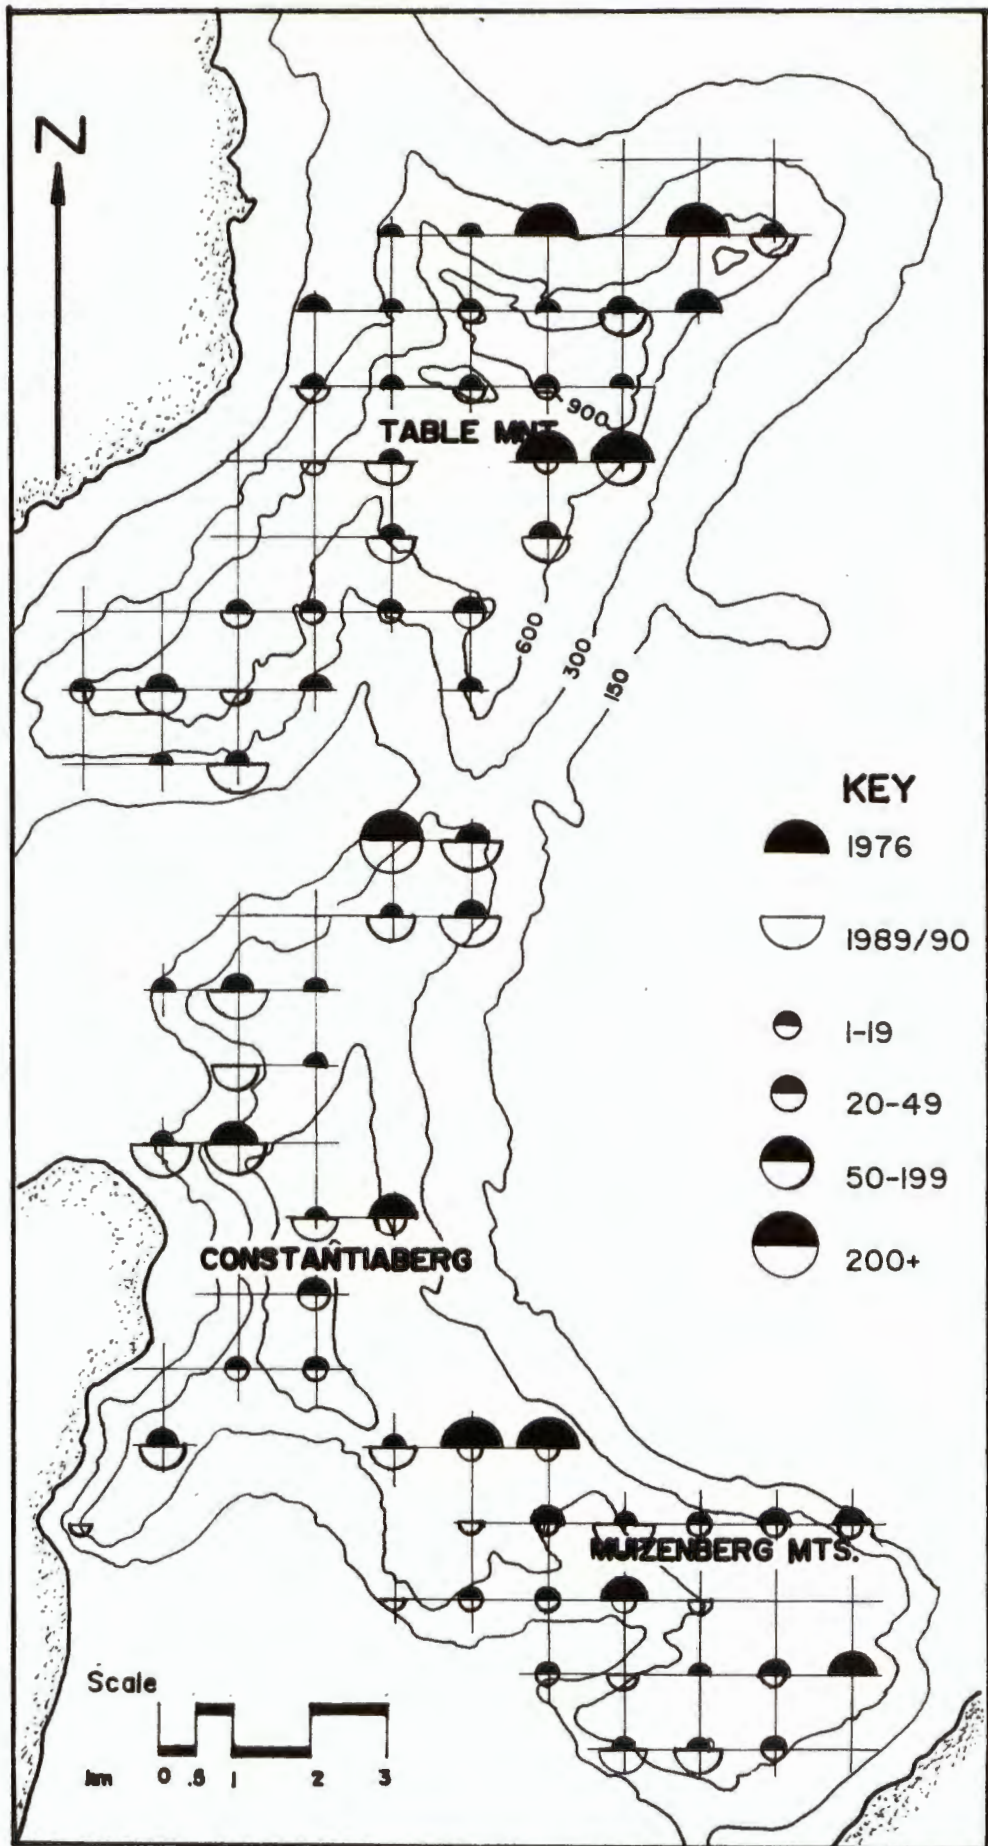 N
900
TABLE MNT.
600
300
150
KEY
1976
1989/90
1-19
20-49
50-199
200+
CONSTANTIABERG
MUIZENBERG MTS.
Scale
km 0 .5 1 2 3